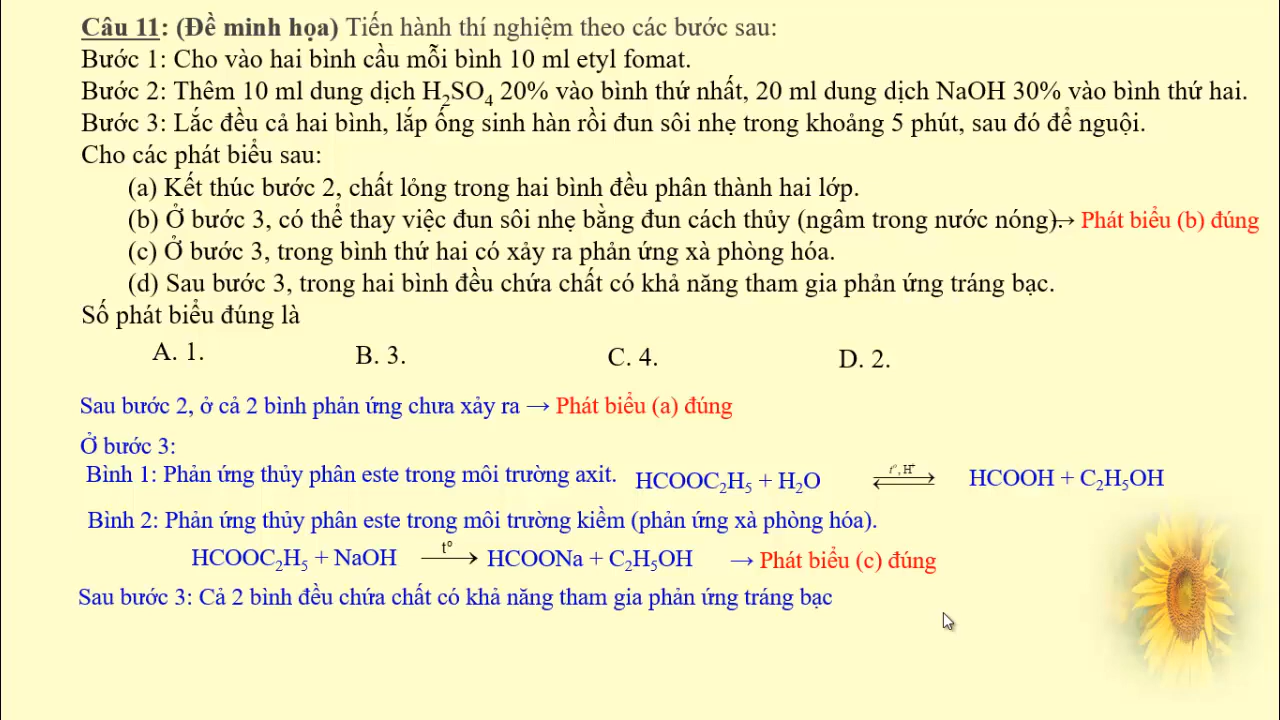 Câu 11: (Đề minh họa) Tiến hành thí nghiệm theo các bước sau:
Bước 1: Cho vào hai bình cầu mỗi bình 10 ml etyl fomat.
Bước 2: Thêm 10 ml dung dịch H₂SO₄ 20% vào bình thứ nhất, 20 ml dung dịch NaOH 30% vào bình thứ hai.
Bước 3: Lắc đều cả hai bình, lắp ống sinh hàn rồi đun sôi nhẹ trong khoảng 5 phút, sau đó để nguội.
Cho các phát biểu sau:
(a) Kết thúc bước 2, chất lỏng trong hai bình đều phân thành hai lớp.
(b) Ở bước 3, có thể thay việc đun sôi nhẹ bằng đun cách thủy (ngâm trong nước nóng).→ Phát biểu (b) đúng
(c) Ở bước 3, trong bình thứ hai có xảy ra phản ứng xà phòng hóa.
(d) Sau bước 3, trong hai bình đều chứa chất có khả năng tham gia phản ứng tráng bạc.
Số phát biểu đúng là
A. 1. B. 3. C. 4. D. 2.
Sau bước 2, ở cả 2 bình phản ứng chưa xảy ra → Phát biểu (a) đúng
Ở bước 3:
Bình 1: Phản ứng thủy phân este trong môi trường axit. HCOOC₂H₅ + H₂O ⇌ t°, H⁺ HCOOH + C₂H₅OH
Bình 2: Phản ứng thủy phân este trong môi trường kiềm (phản ứng xà phòng hóa).
HCOOC₂H₅ + NaOH t° → HCOONa + C₂H₅OH → Phát biểu (c) đúng
Sau bước 3: Cả 2 bình đều chứa chất có khả năng tham gia phản ứng tráng bạc